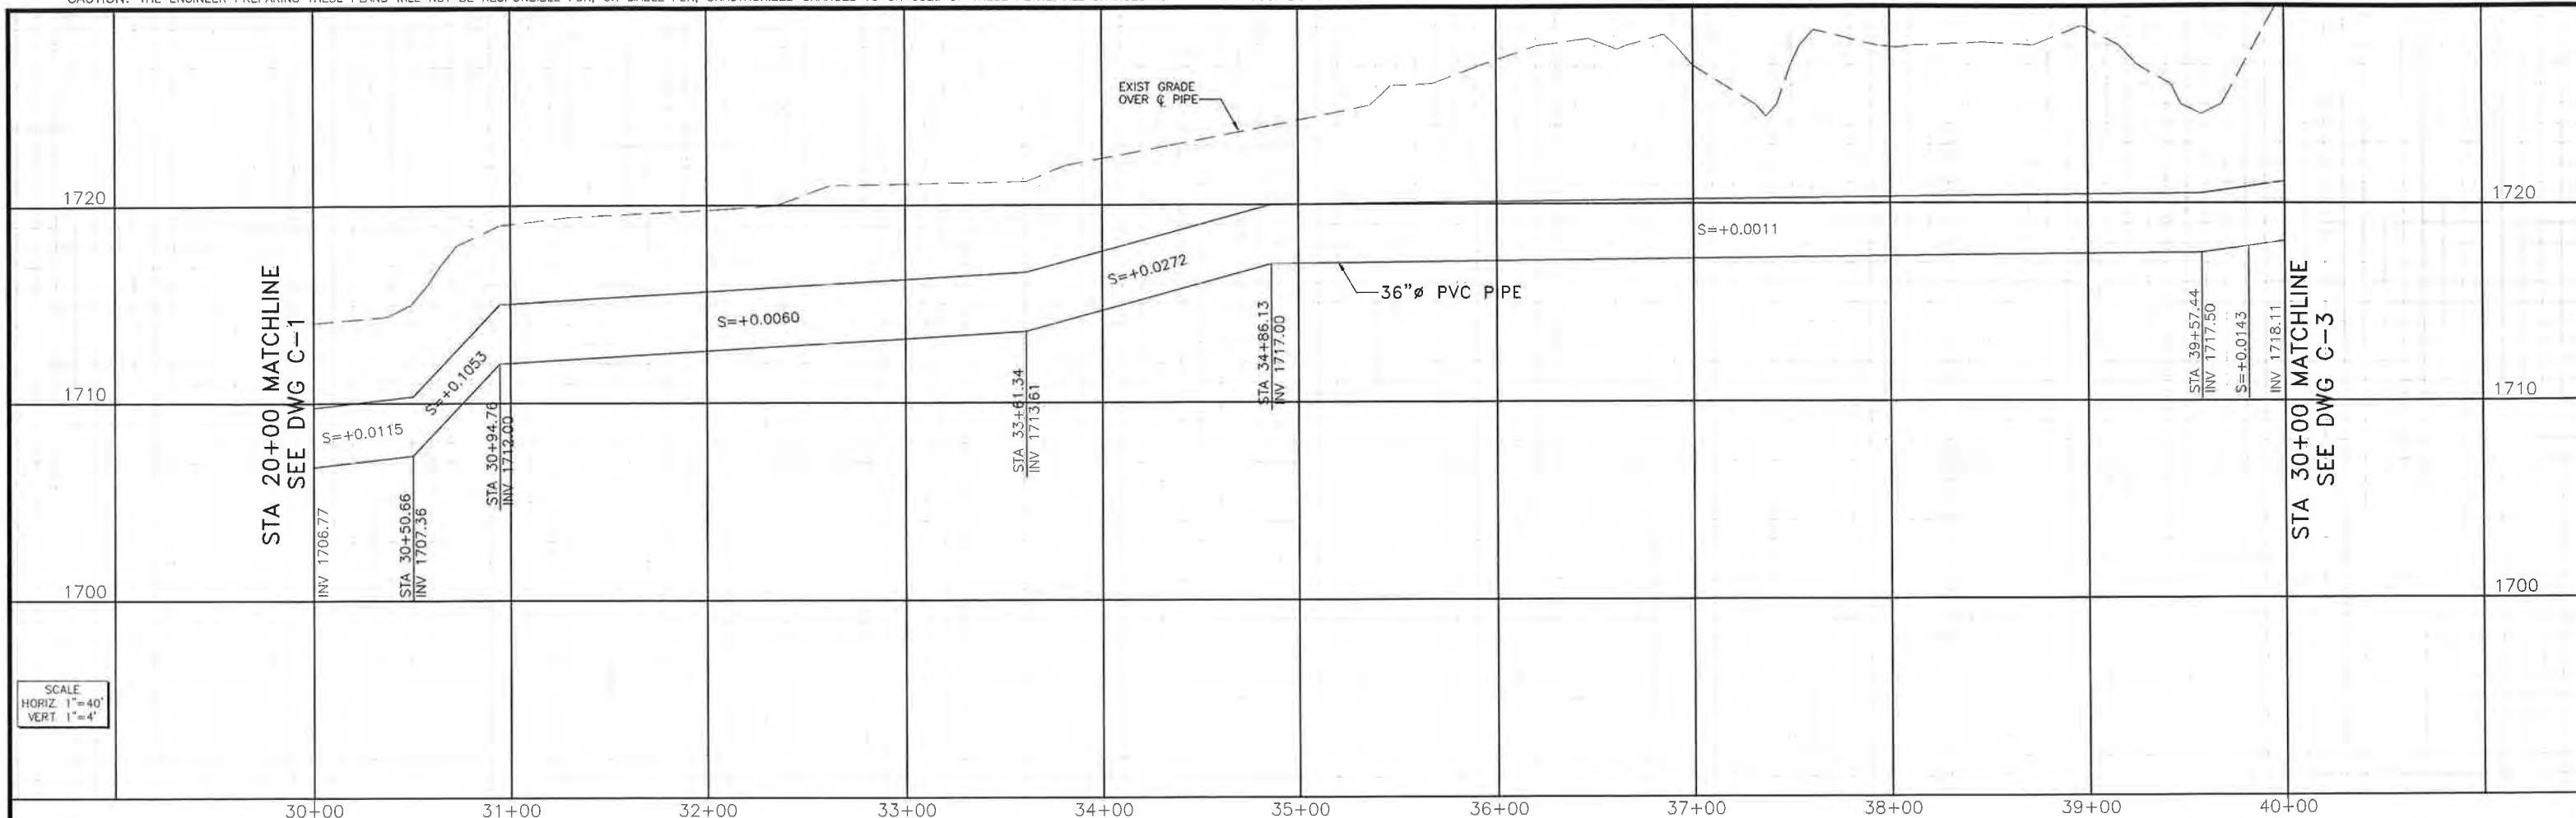 EXIST GRADE
OVER ℄ PIPE
1720
1720
S=+0.0011
S=+0.0272
36"ø PVC PIPE
STA 20+00 MATCHLINE
SEE DWG C-1
S=+0.0060
S=+0.1053
S=+0.0115
STA 34+86.13
INV 1717.00
STA 39+57.44
INV 1717.50
S=+0.0143
INV 1718.11
STA 30+00 MATCHLINE
SEE DWG C-3
1710
1710
STA 30+94.76
INV 1712.00
STA 33+61.34
INV 1713.61
INV 1706.77
STA 30+50.66
INV 1707.36
1700
1700
SCALE
HORIZ. 1"=40'
VERT. 1"=4'
30+00
31+00
32+00
33+00
34+00
35+00
36+00
37+00
38+00
39+00
40+00